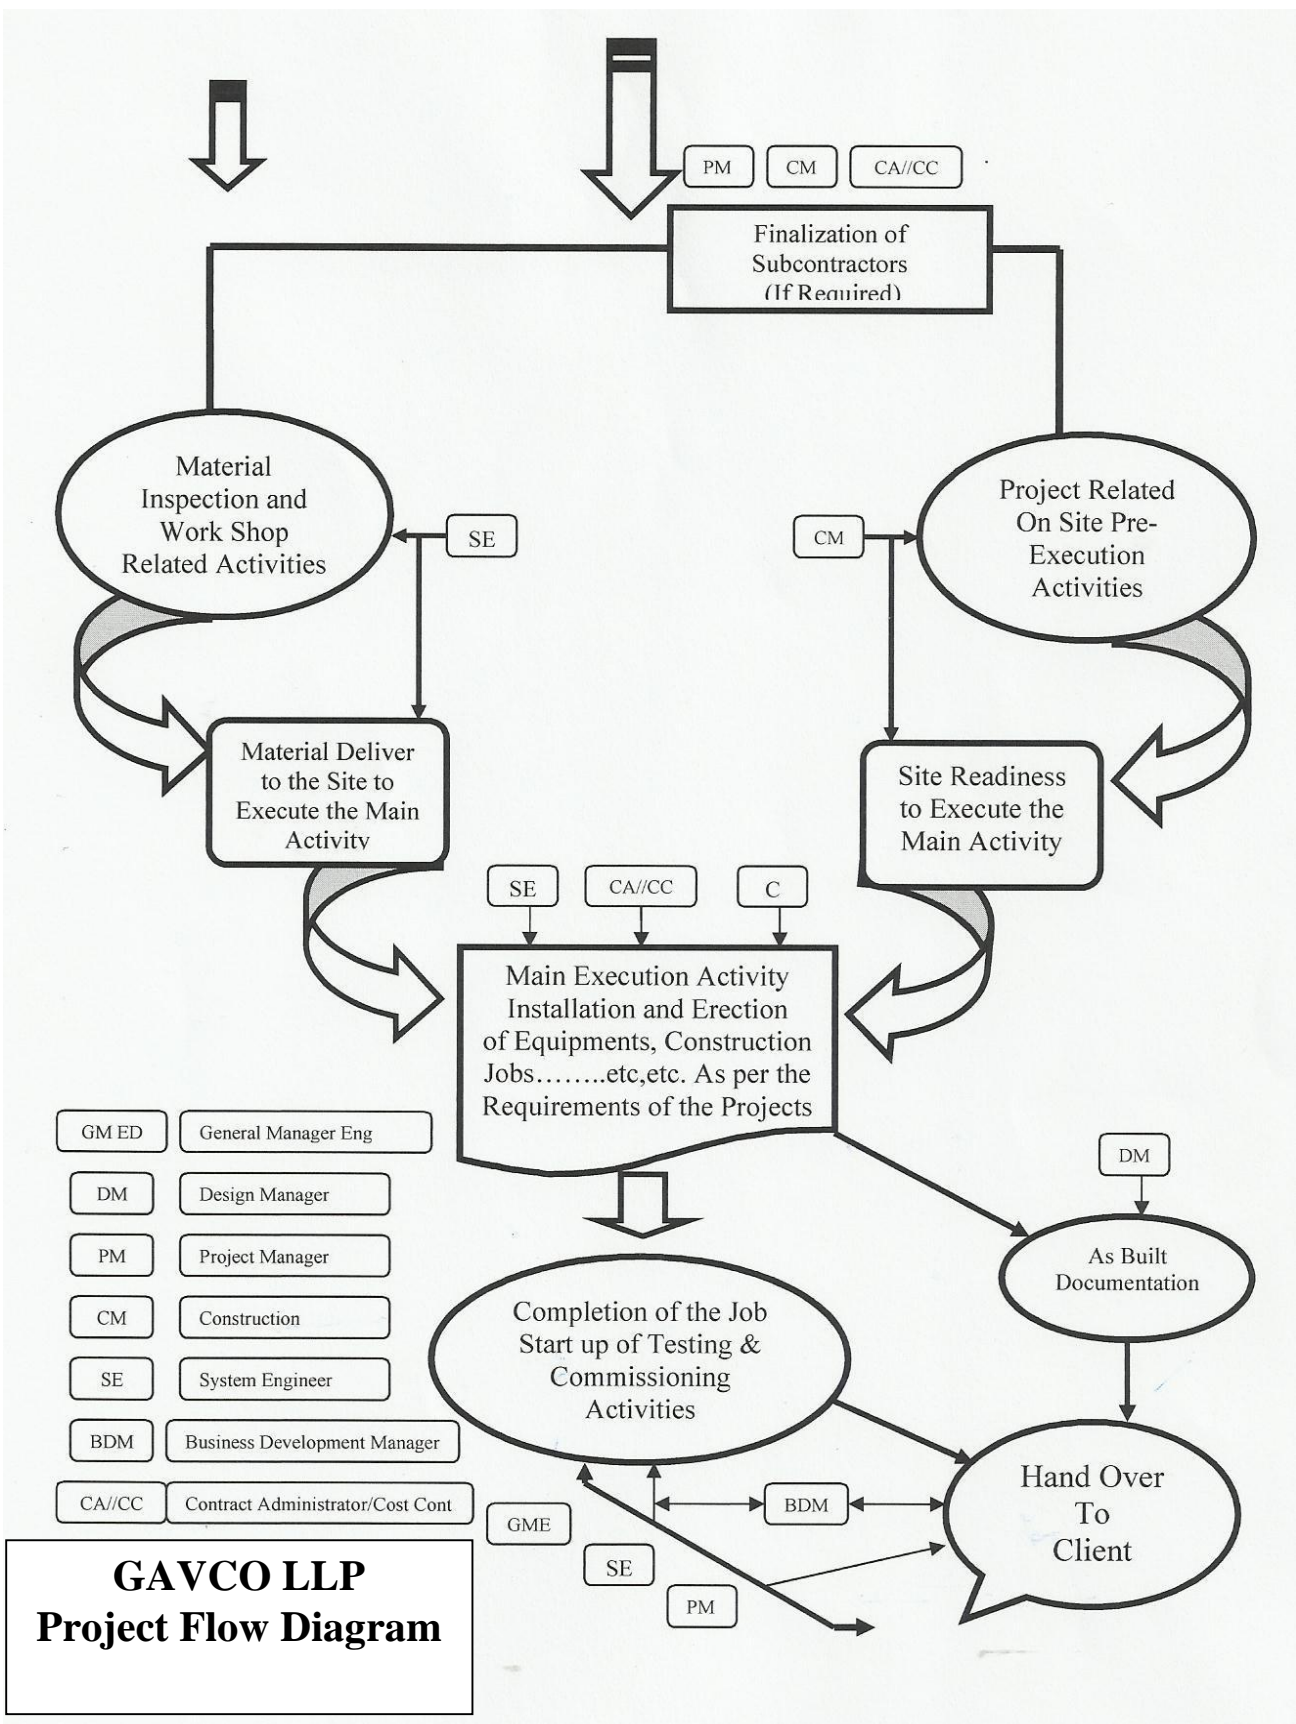 PM CM CA//CC
Finalization of
Subcontractors
(If Required)
Material
Inspection and
Work Shop
Related Activities
SE
CM
Project Related
On Site Pre-
Execution
Activities
Material Deliver
to the Site to
Execute the Main
Activity
Site Readiness
to Execute the
Main Activity
SE CA//CC C
Main Execution Activity
Installation and Erection
of Equipments, Construction
Jobs……..etc,etc. As per the
Requirements of the Projects
GM ED General Manager Eng
DM Design Manager
PM Project Manager
CM Construction
SE System Engineer
BDM Business Development Manager
CA//CC Contract Administrator/Cost Cont
DM
As Built
Documentation
Completion of the Job
Start up of Testing &
Commissioning
Activities
Hand Over
To
Client
BDM
GME
SE
PM
GAVCO LLP
Project Flow Diagram